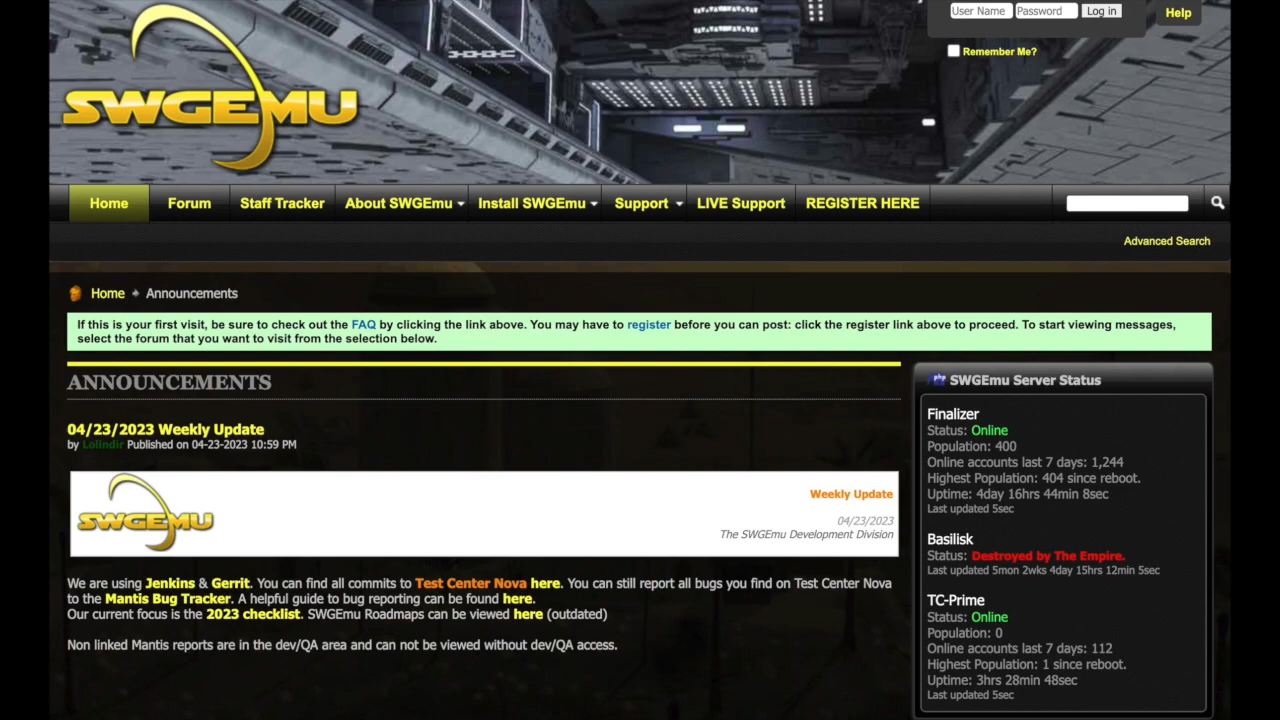 User Name Password Log in Help
Remember Me?
SWGEMU
Home Forum Staff Tracker About SWGEmu Install SWGEmu Support LIVE Support REGISTER HERE
Advanced Search
Home Announcements
If this is your first visit, be sure to check out the FAQ by clicking the link above. You may have to register before you can post: click the register link above to proceed. To start viewing messages,
select the forum that you want to visit from the selection below.
ANNOUNCEMENTS
04/23/2023 Weekly Update
by Lolindir Published on 04-23-2023 10:59 PM
SWGEMU
Weekly Update
04/23/2023
The SWGEmu Development Division
We are using Jenkins & Gerrit. You can find all commits to Test Center Nova here. You can still report all bugs you find on Test Center Nova
to the Mantis Bug Tracker. A helpful guide to bug reporting can be found here.
Our current focus is the 2023 checklist. SWGEmu Roadmaps can be viewed here (outdated)
Non linked Mantis reports are in the dev/QA area and can not be viewed without dev/QA access.
php SWGEmu Server Status
Finalizer
Status: Online
Population: 400
Online accounts last 7 days: 1,244
Highest Population: 404 since reboot.
Uptime: 4day 16hrs 44min 8sec
Last updated 5sec
Basilisk
Status: Destroyed by The Empire.
Last updated 5mon 2wks 4day 15hrs 12min 5sec
TC-Prime
Status: Online
Population: 0
Online accounts last 7 days: 112
Highest Population: 1 since reboot.
Uptime: 3hrs 28min 48sec
Last updated 5sec